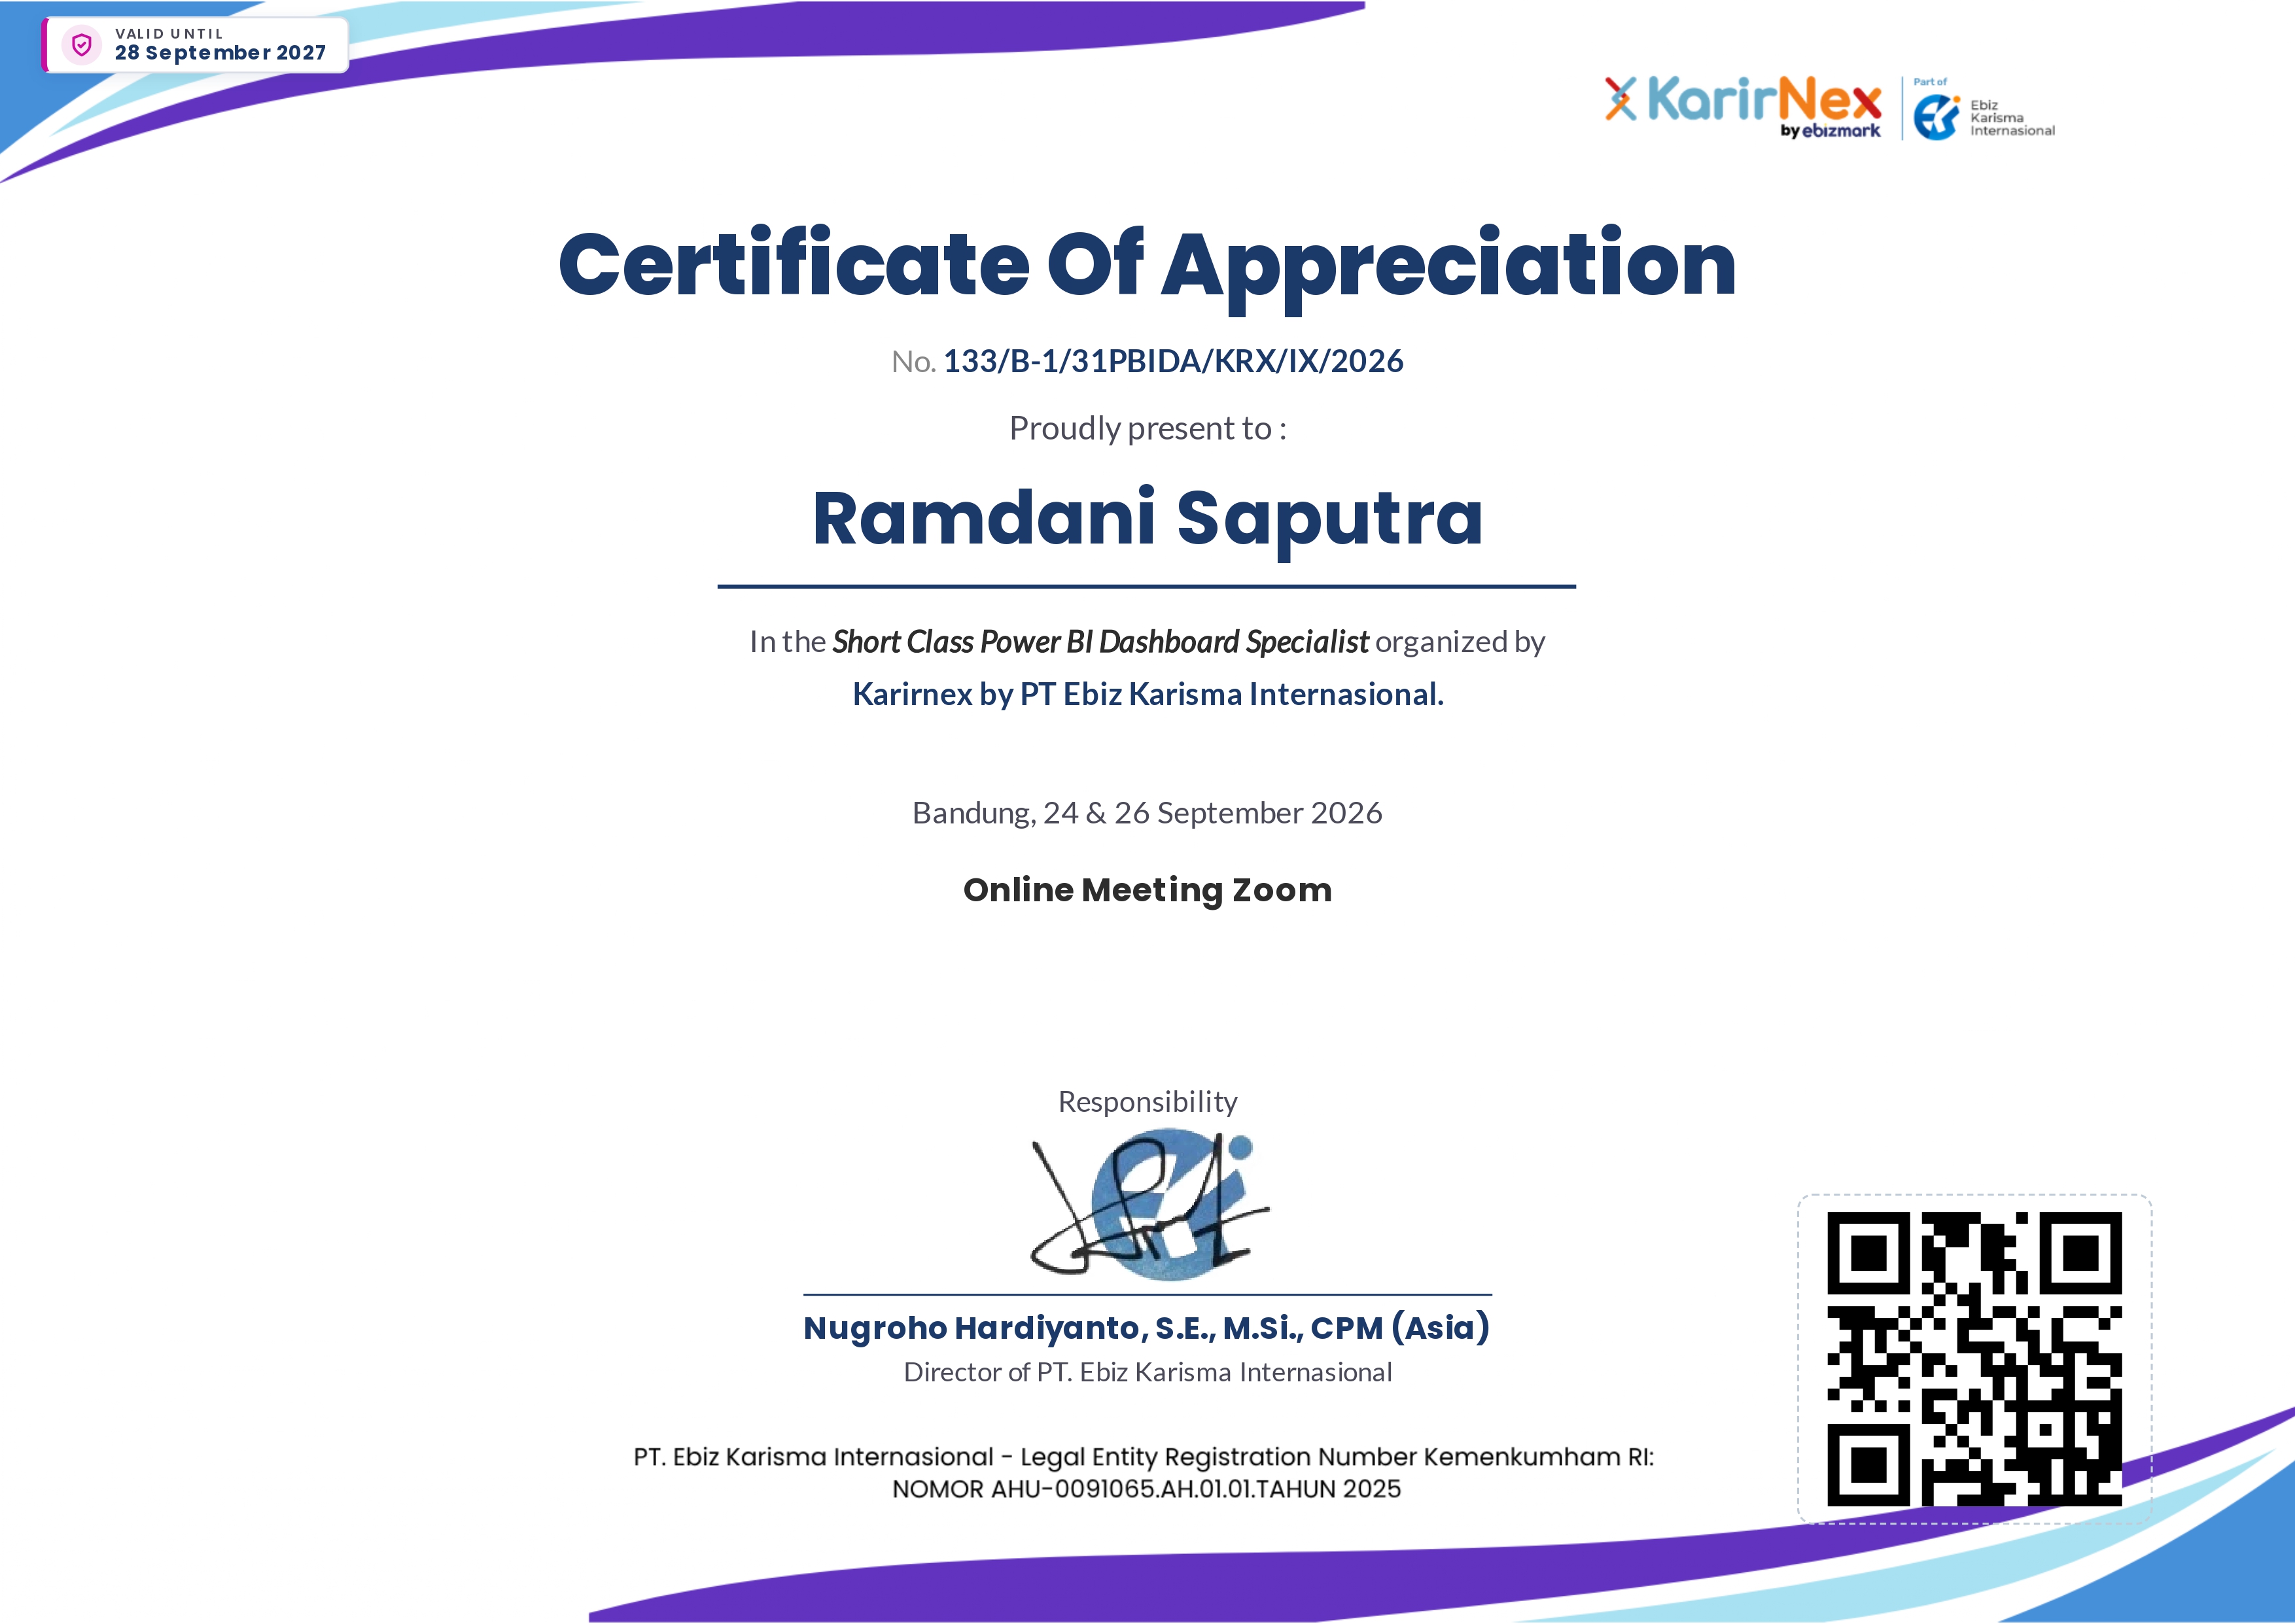 VALID UNTIL
28 September 2027
KarirNex
by ebizmark
Part of
Ebiz
Karisma
Internasional
Certificate Of Appreciation
No. 133/B-1/31PBIDA/KRX/IX/2026
Proudly present to :
Ramdani Saputra
In the Short Class Power BI Dashboard Specialist organized by
Karirnex by PT Ebiz Karisma Internasional.
Bandung, 24 & 26 September 2026
Online Meeting Zoom
Responsibility
Nugroho Hardiyanto, S.E., M.Si., CPM (Asia)
Director of PT. Ebiz Karisma Internasional
PT. Ebiz Karisma Internasional - Legal Entity Registration Number Kemenkumham RI:
NOMOR AHU-0091065.AH.01.01.TAHUN 2025